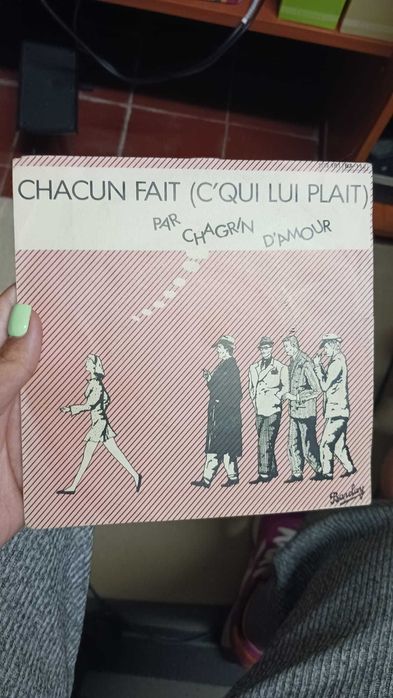 CHACUN FAIT (C'QUI LUI PLAIT)
PAR CHAGRIN D'AMOUR
Barclay